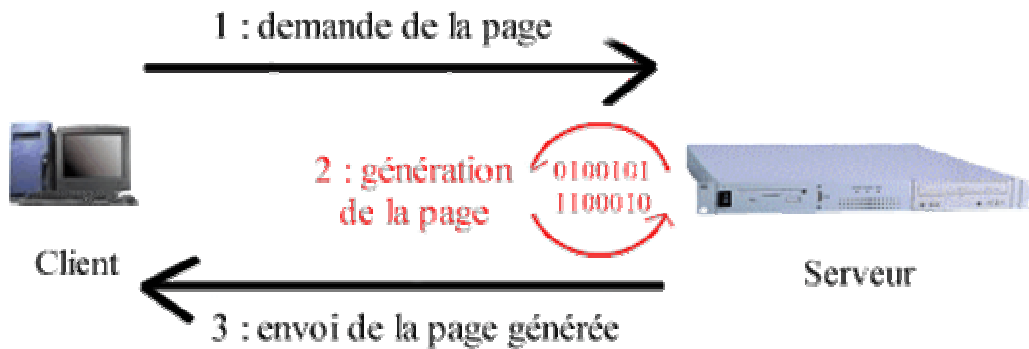 1 : demande de la page
2 : génération
de la page
0100101
1100010
Client
Serveur
3 : envoi de la page générée